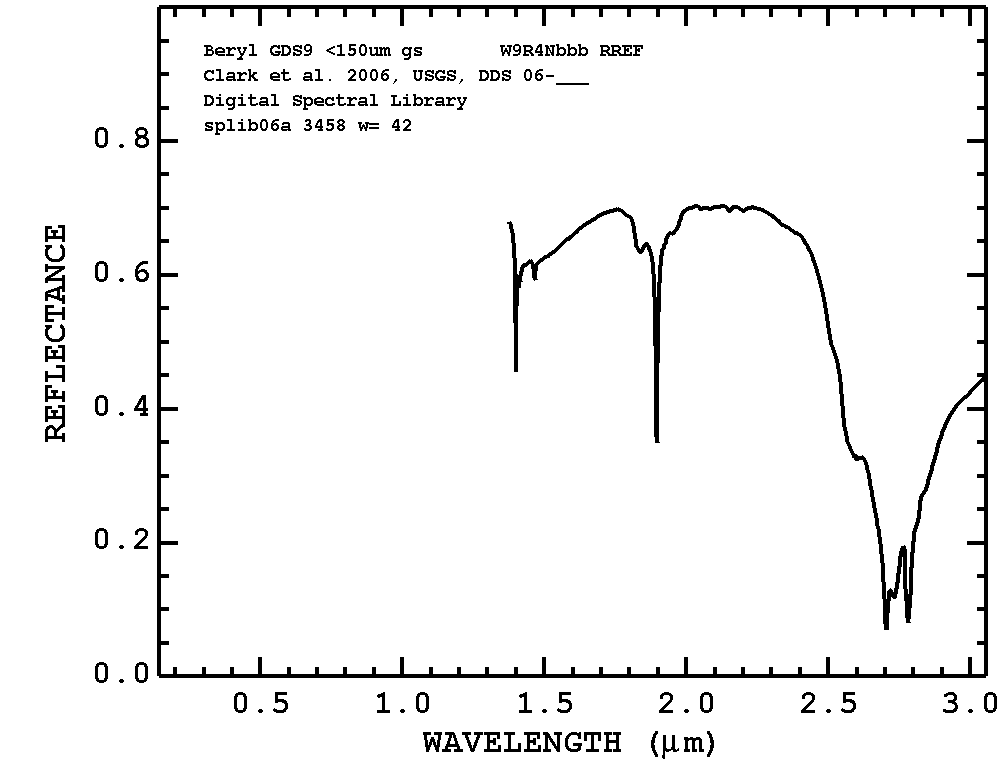 Beryl GDS9 <150um gs W9R4Nbbb RREF
Clark et al. 2006, USGS, DDS 06-___
Digital Spectral Library
splib06a 3458 w= 42
0.8
0.6
0.4
0.2
0.0
REFLECTANCE
0.5 1.0 1.5 2.0 2.5 3.0
WAVELENGTH (μm)